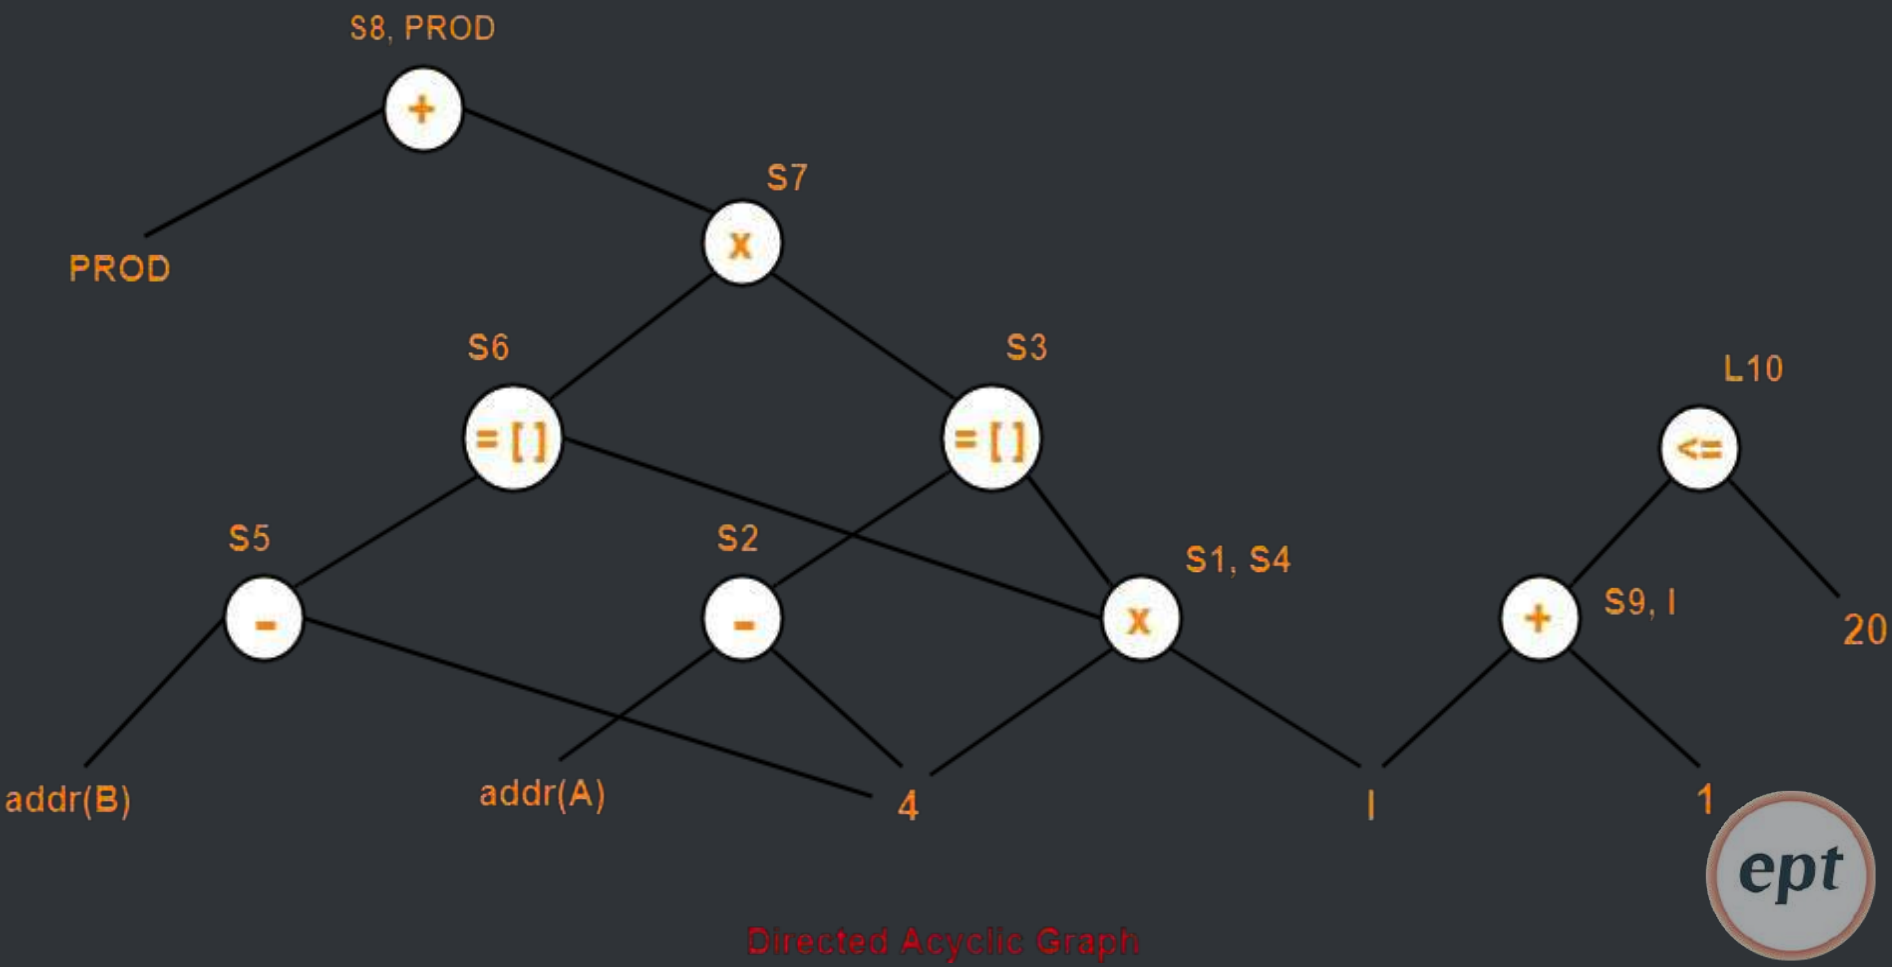 S8, PROD
+
S7
x
PROD
S6
S3
= [ ]
= [ ]
L10
<=
S5
S2
S1, S4
-
-
x
+
S9, I
20
addr(B)
addr(A)
4
I
1
ept
Directed Acyclic Graph